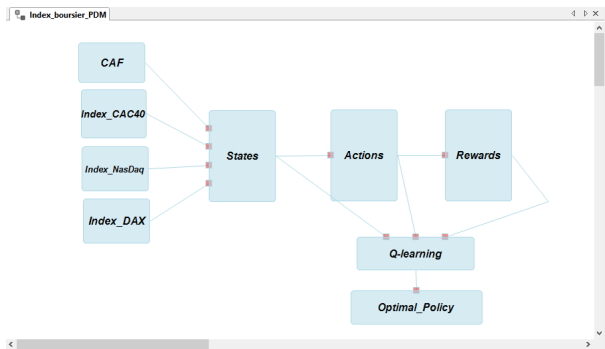 Index_boursier_PDM
CAF
Index_CAC40
Index_NasDaq
Index_DAX
States
Actions
Rewards
Q-learning
Optimal_Policy